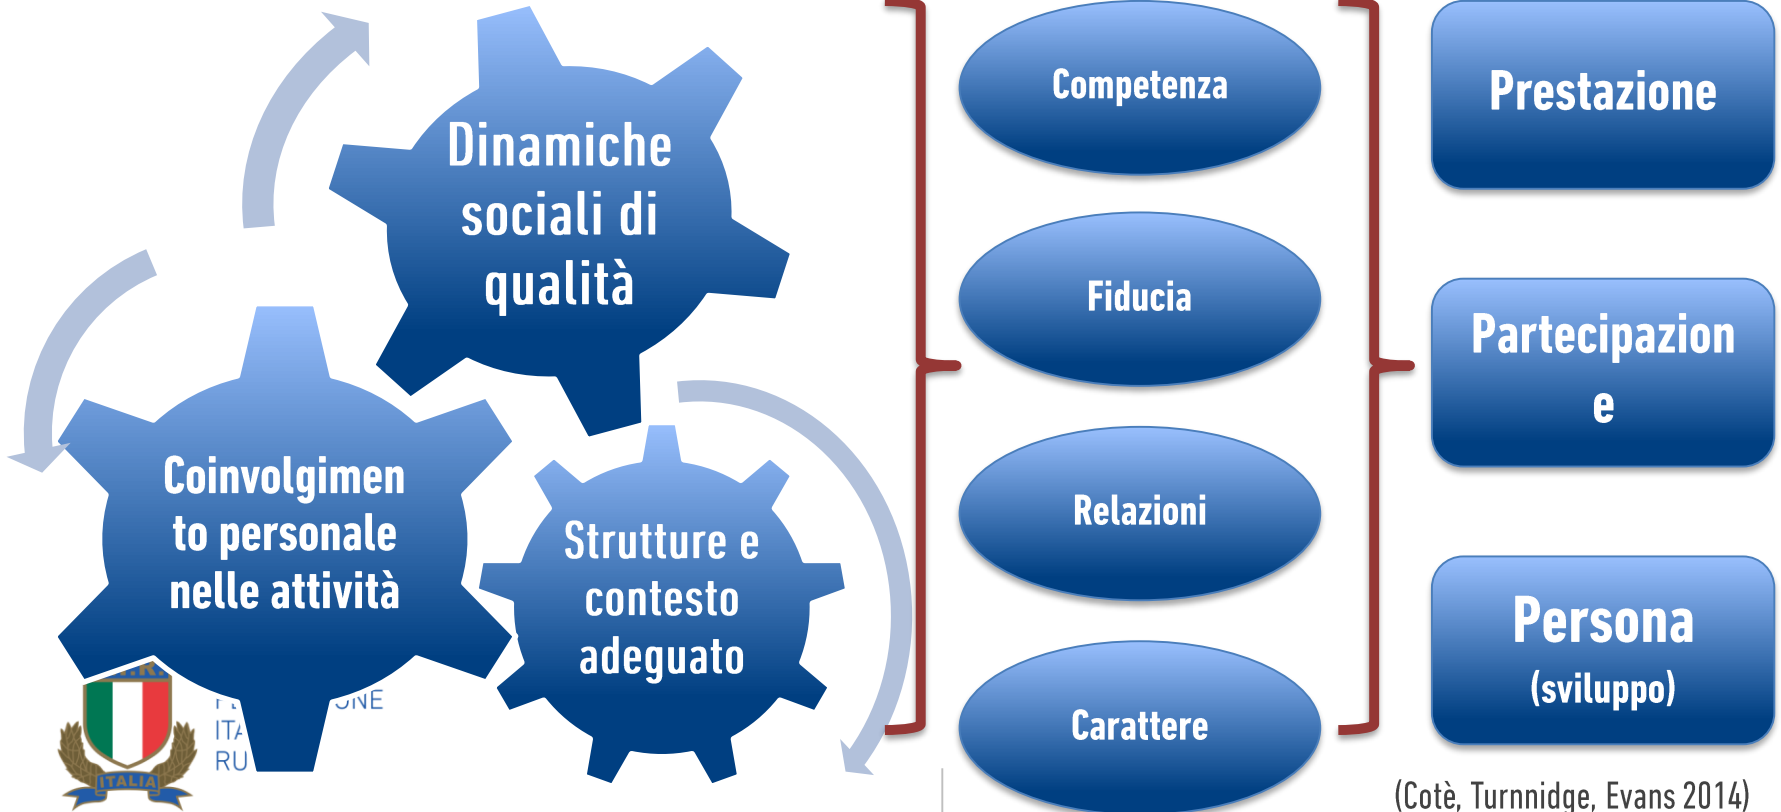 Dinamiche
sociali di
qualità
Coinvolgimen
to personale
nelle attività
Strutture e
contesto
adeguato
Competenza
Fiducia
Relazioni
Carattere
Prestazione
Partecipazion
e
Persona
(sviluppo)
ITALIA
(Cotè, Turnnidge, Evans 2014)